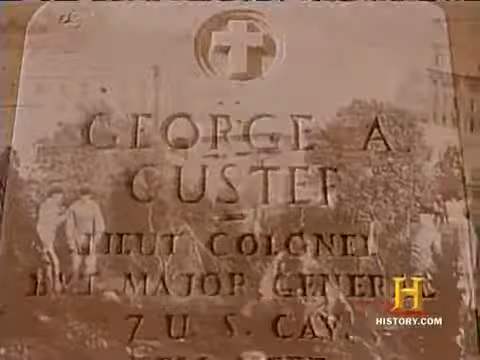 GEORGE A.
CUSTER
LIEUT COLONEL
BVT MAJOR GENERAL
7 U. S. CAV.
H
HISTORY.COM